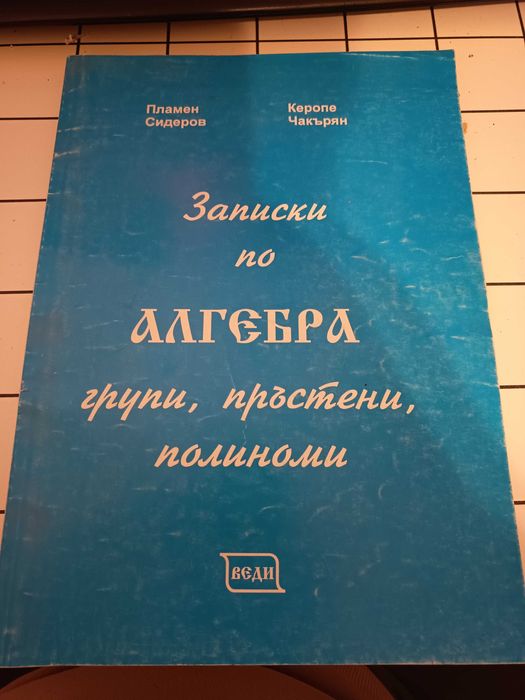 Пламен
Сидеров
Керопе
Чакърян
Записки
по
АЛГЕБРА
групи, пръстени,
полиноми
ВЕДИ